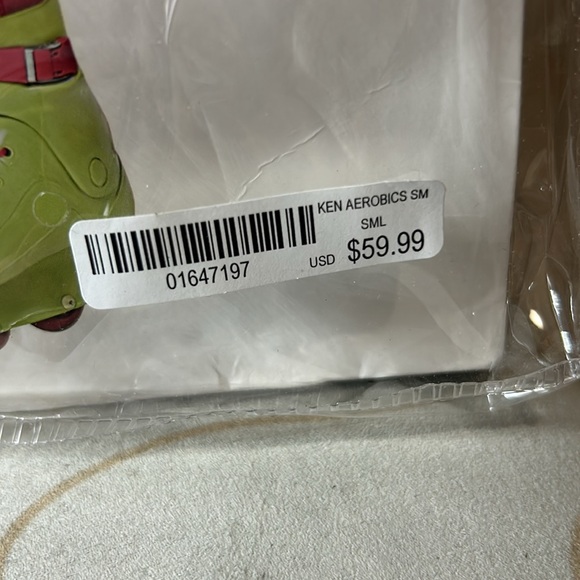 KEN AEROBICS SM
SML
01647197
USD $59.99